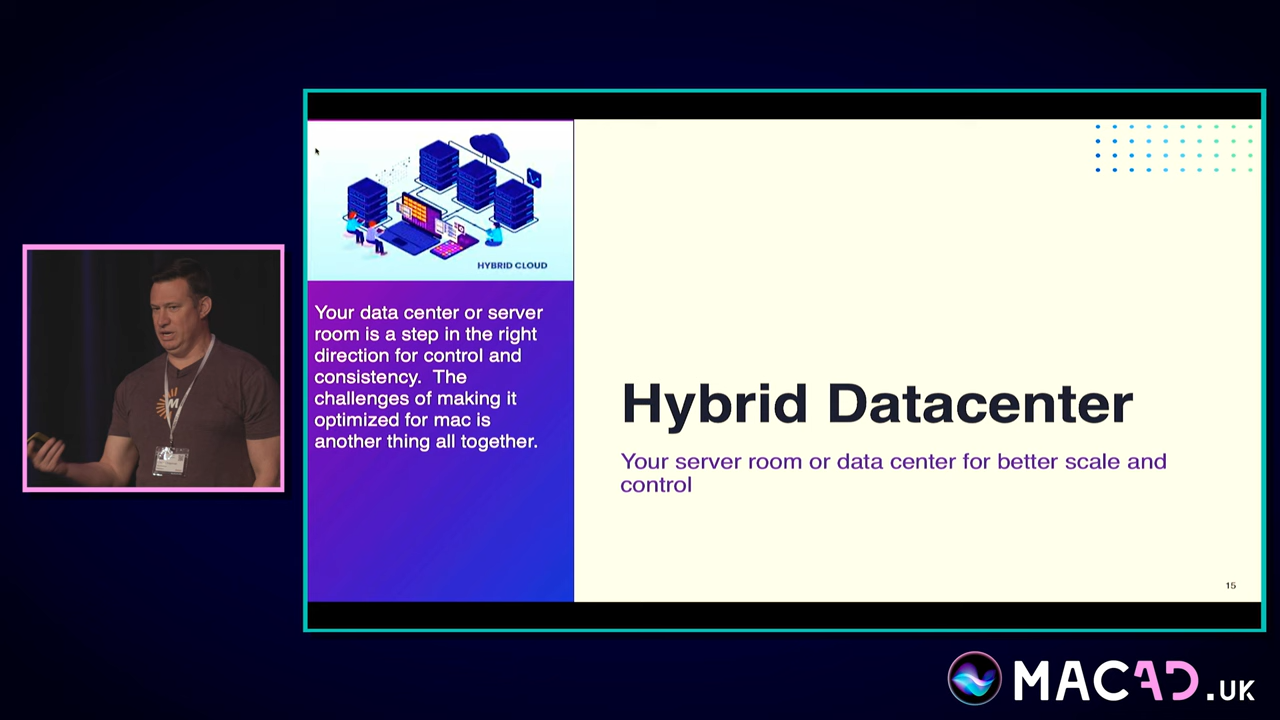 HYBRID CLOUD
Your data center or server
room is a step in the right
direction for control and
consistency.  The
challenges of making it
optimized for mac is
another thing all together.
Hybrid Datacenter
Your server room or data center for better scale and
control
15
M
MACAD.UK